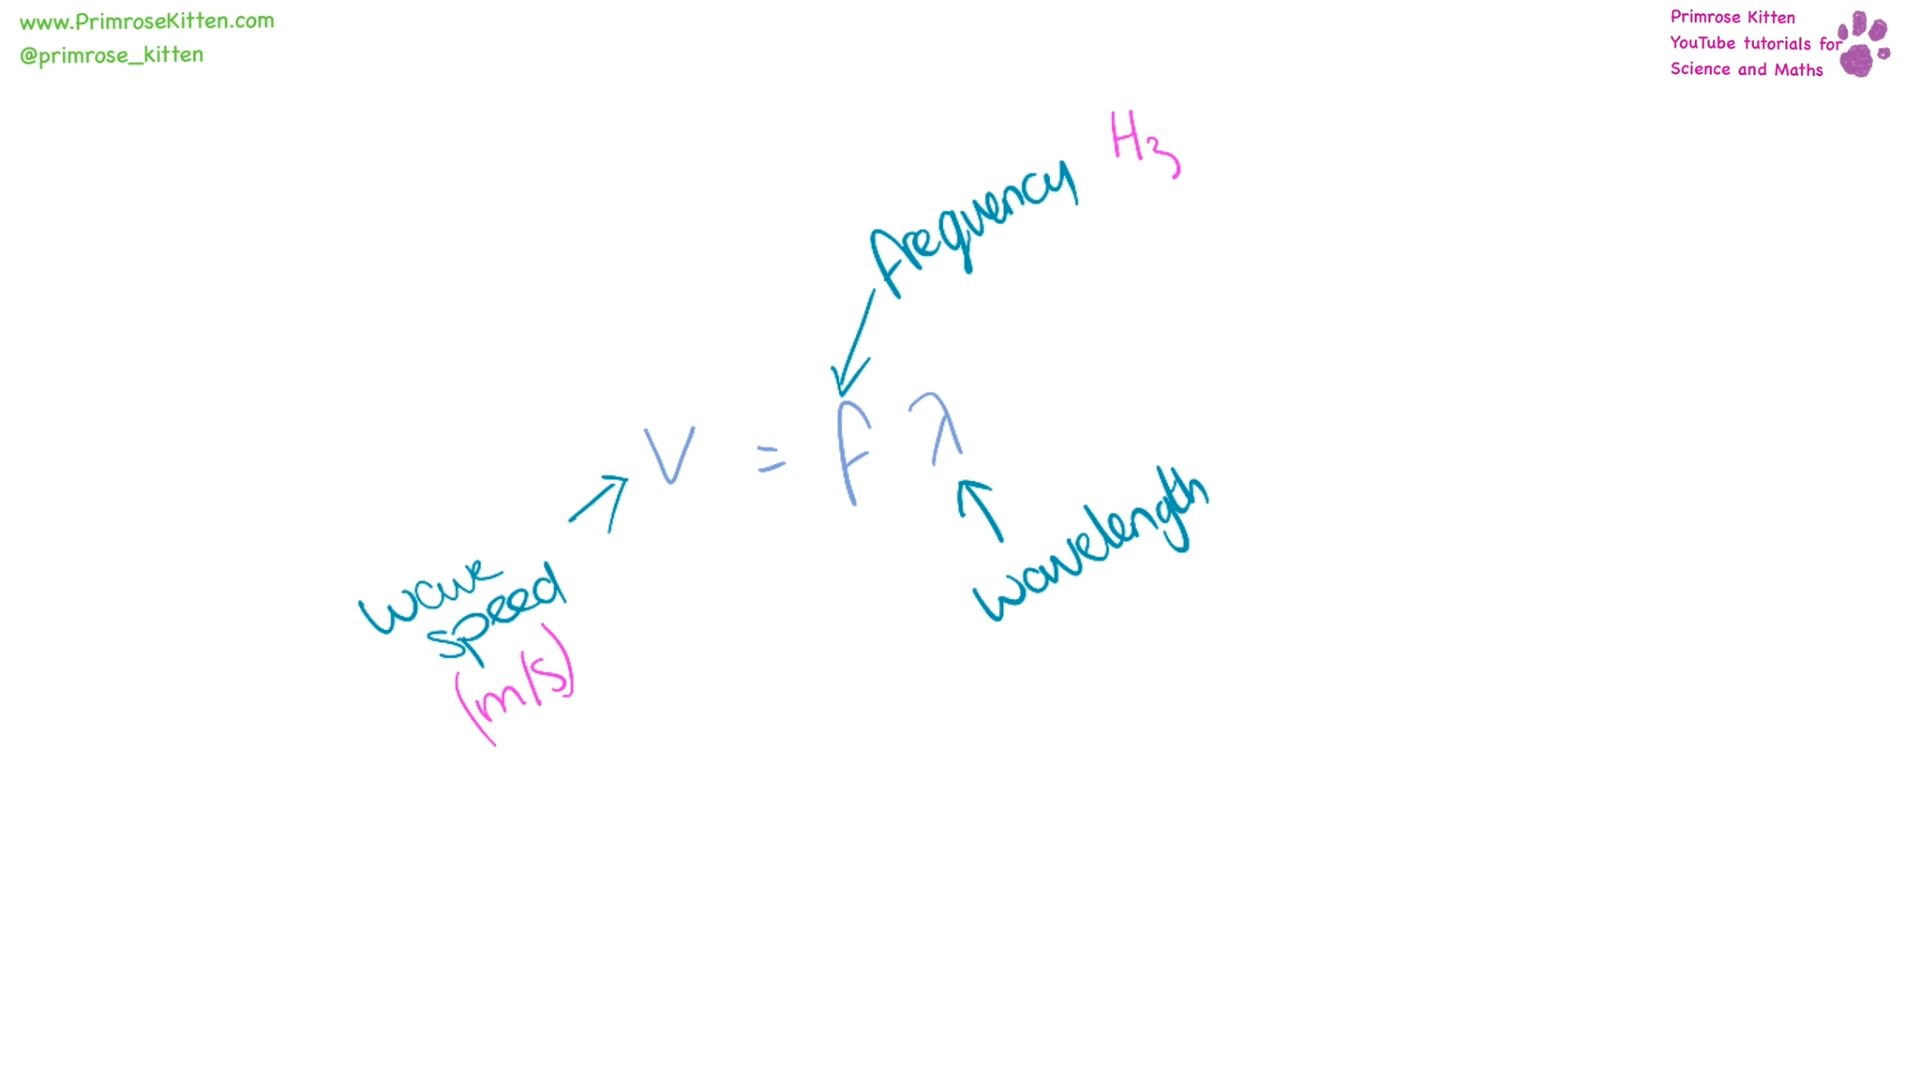 www.PrimroseKitten.com
@primrose_kitten
Primrose Kitten
YouTube tutorials for
Science and Maths
Hz
frequency
V = f λ
wavelength
wave
speed
(m/s)